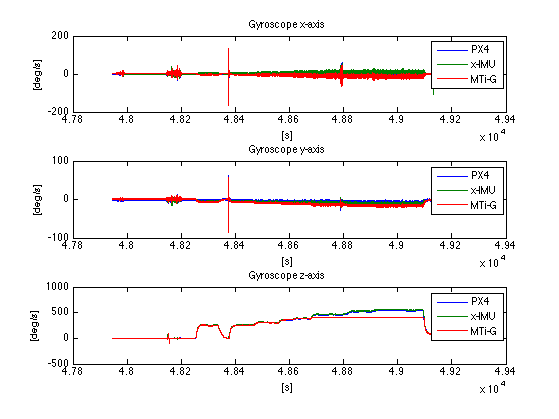 Gyroscope x-axis
200
0
-200
[deg/s]
PX4
x-IMU
MTi-G
4.78 4.8 4.82 4.84 4.86 4.88 4.9 4.92 4.94
[s]
x 10^4
Gyroscope y-axis
100
0
-100
[deg/s]
PX4
x-IMU
MTi-G
4.78 4.8 4.82 4.84 4.86 4.88 4.9 4.92 4.94
[s]
x 10^4
Gyroscope z-axis
1000
500
0
-500
[deg/s]
PX4
x-IMU
MTi-G
4.78 4.8 4.82 4.84 4.86 4.88 4.9 4.92 4.94
[s]
x 10^4